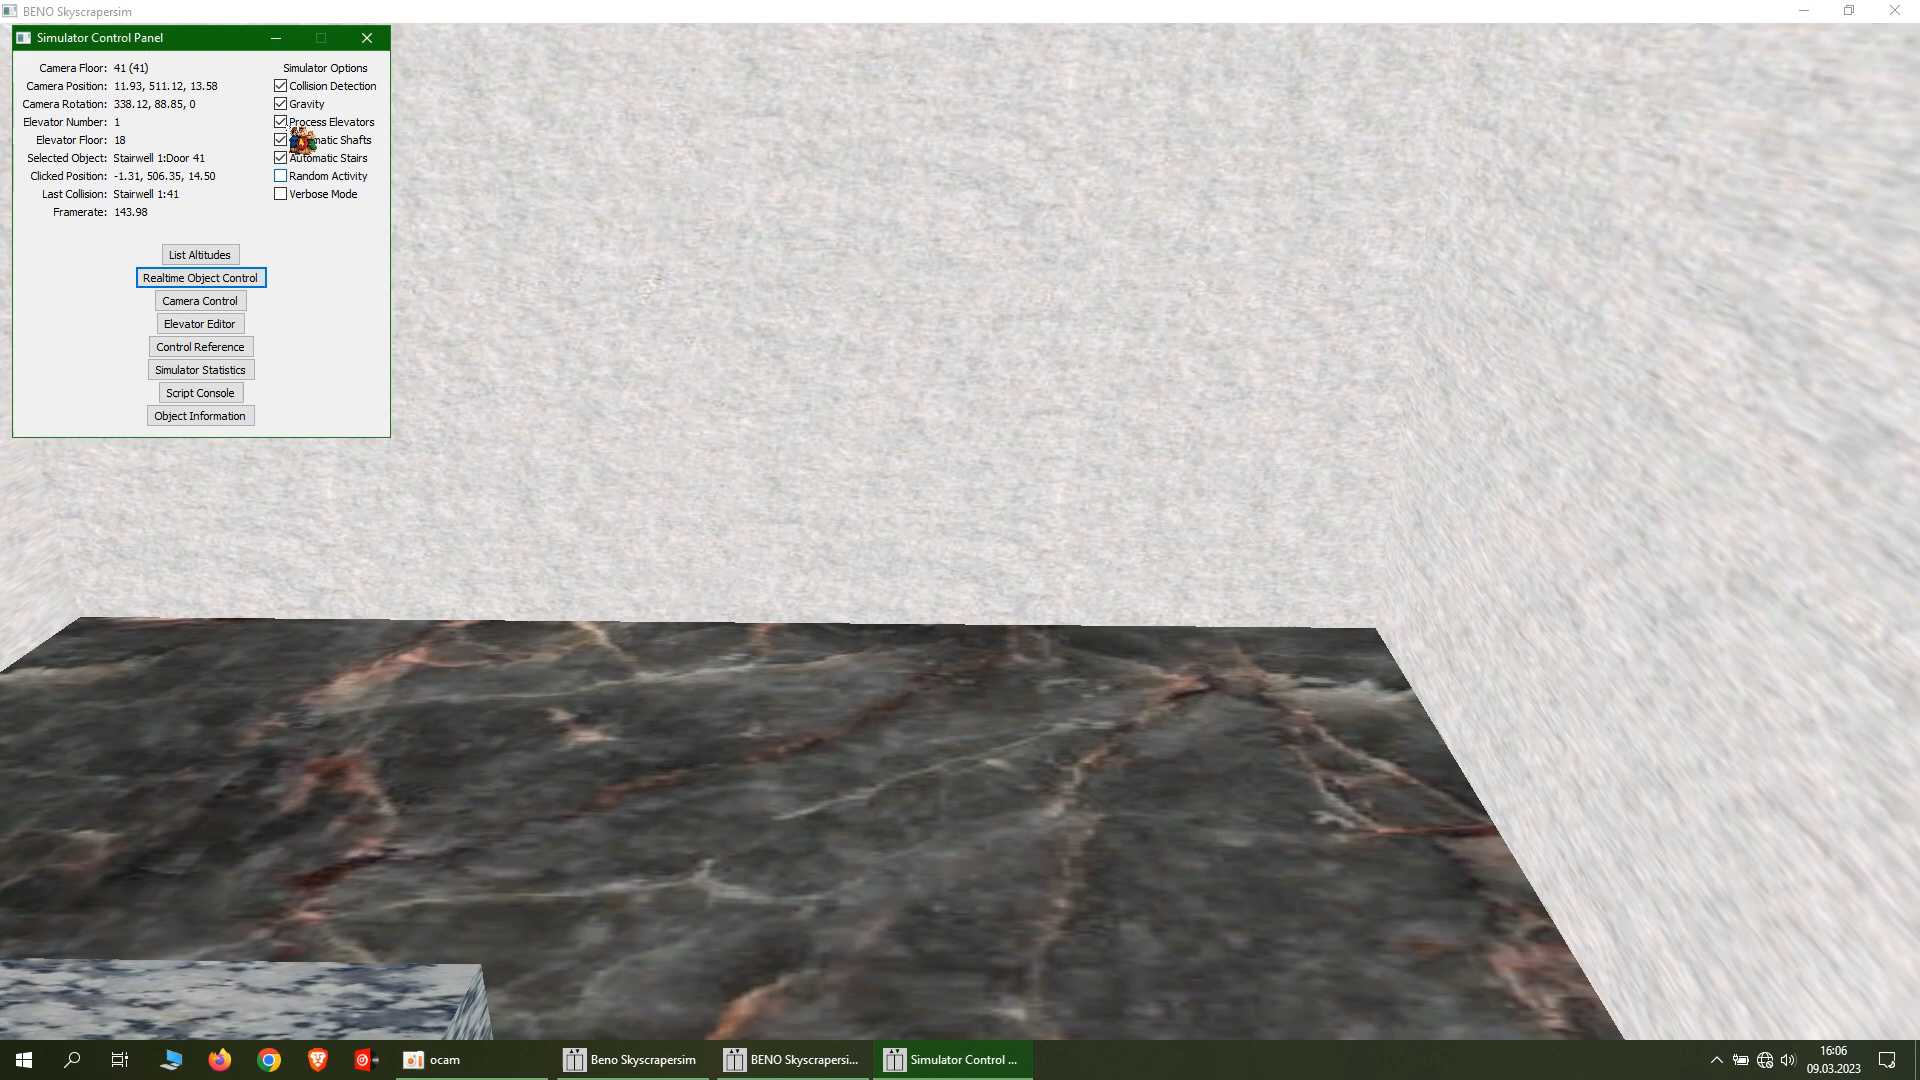 BENO Skyscrapersim
Simulator Control Panel
Camera Floor: 41 (41)
Camera Position: 11.93, 511.12, 13.58
Camera Rotation: 338.12, 88.85, 0
Elevator Number: 1
Elevator Floor: 18
Selected Object: Stairwell 1:Door 41
Clicked Position: -1.31, 506.35, 14.50
Last Collision: Stairwell 1:41
Framerate: 143.98
Simulator Options
Collision Detection
Gravity
Process Elevators
matic Shafts
Automatic Stairs
Random Activity
Verbose Mode
List Altitudes
Realtime Object Control
Camera Control
Elevator Editor
Control Reference
Simulator Statistics
Script Console
Object Information
ocam
Beno Skyscrapersim
BENO Skyscrapersi...
Simulator Control ...
16:06
09.03.2023